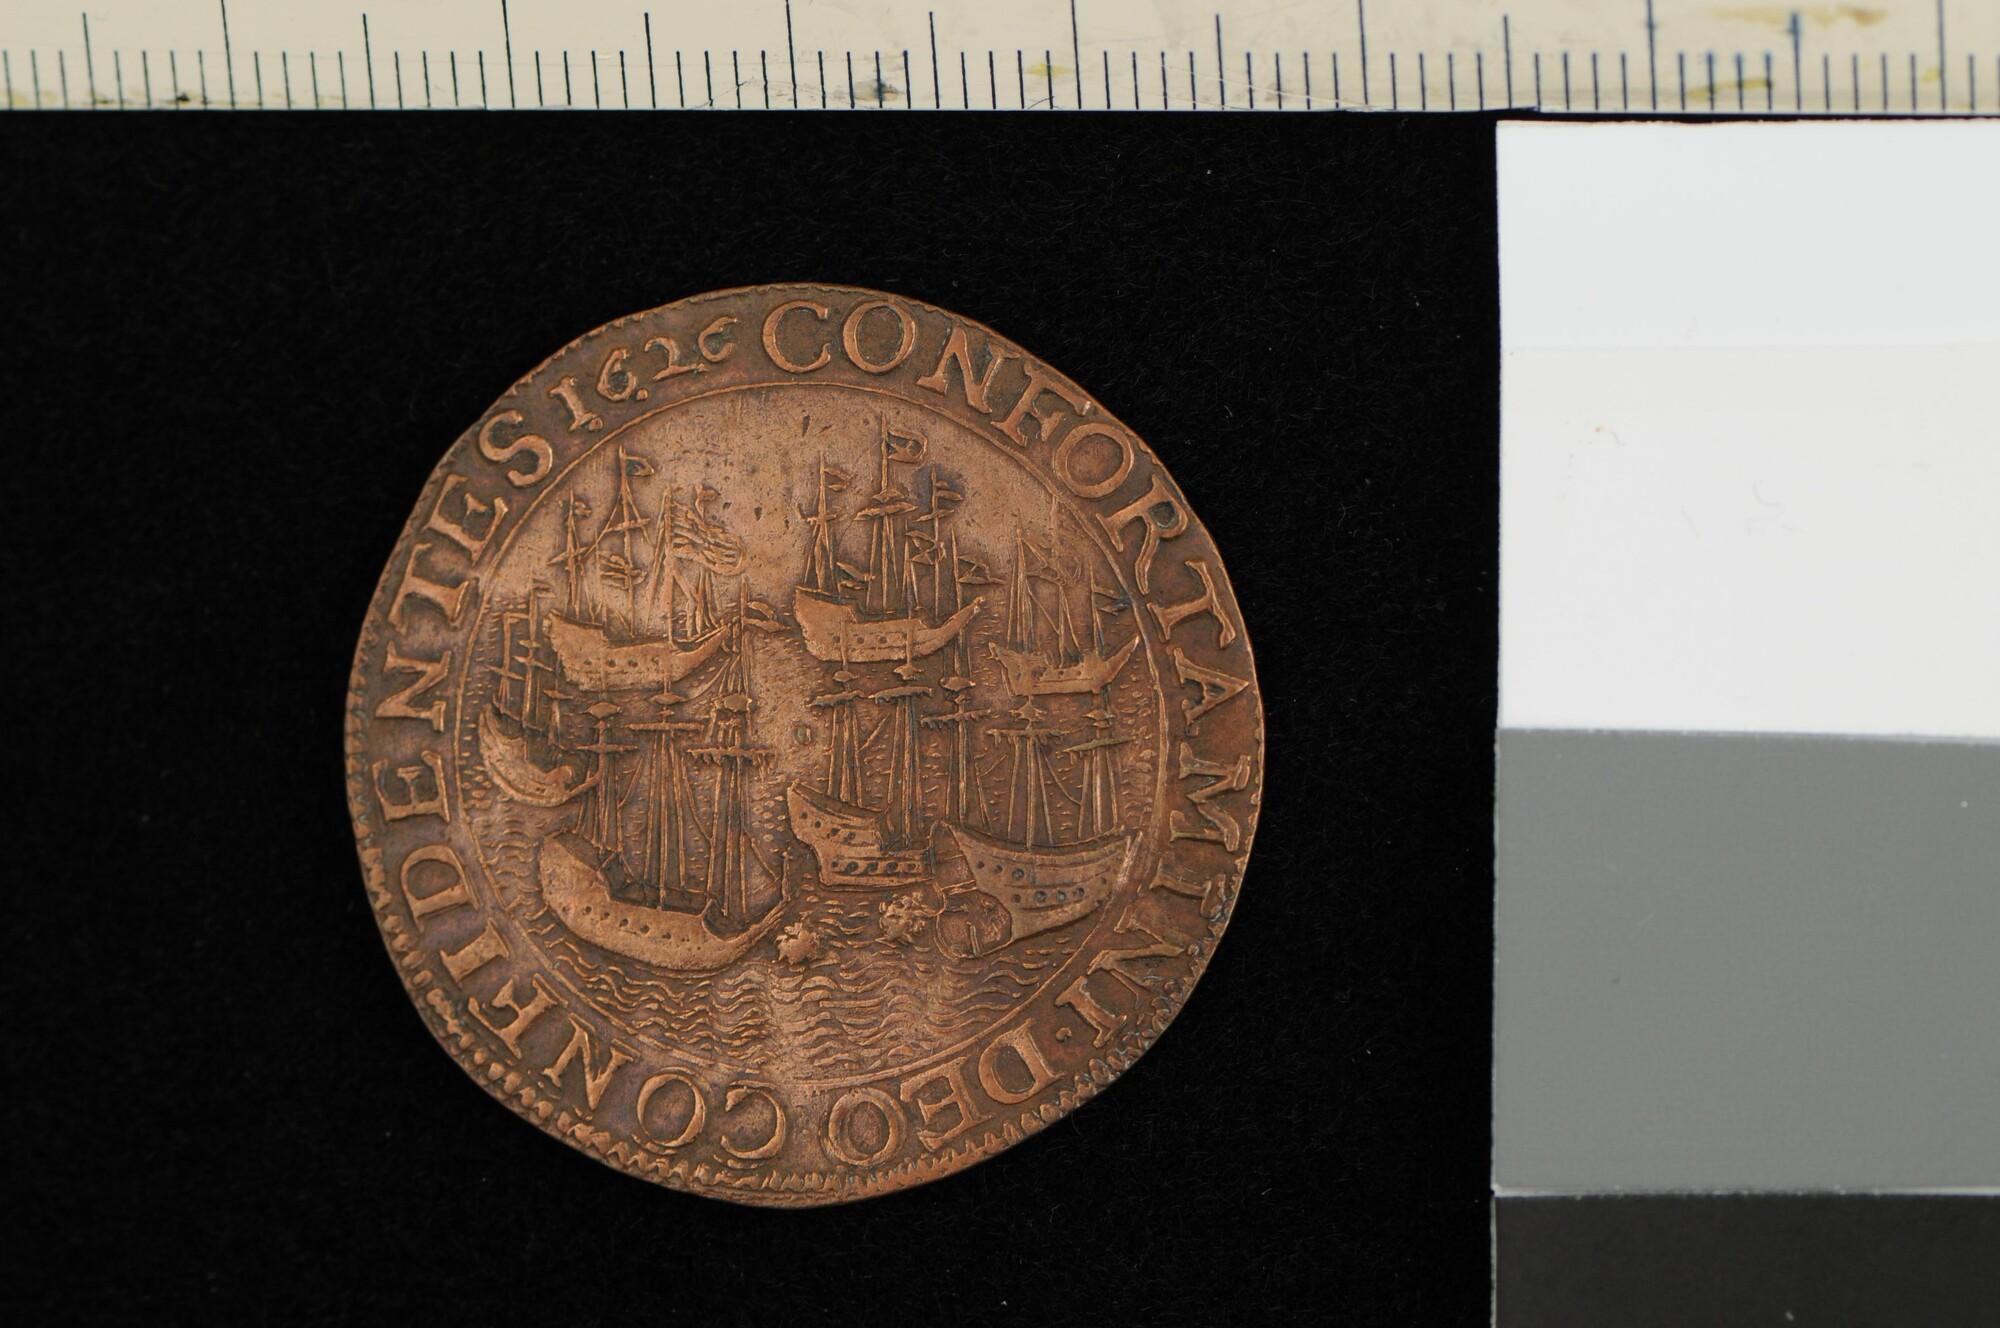 CONFORTAMINI · DEO CONFIDENTES 1626